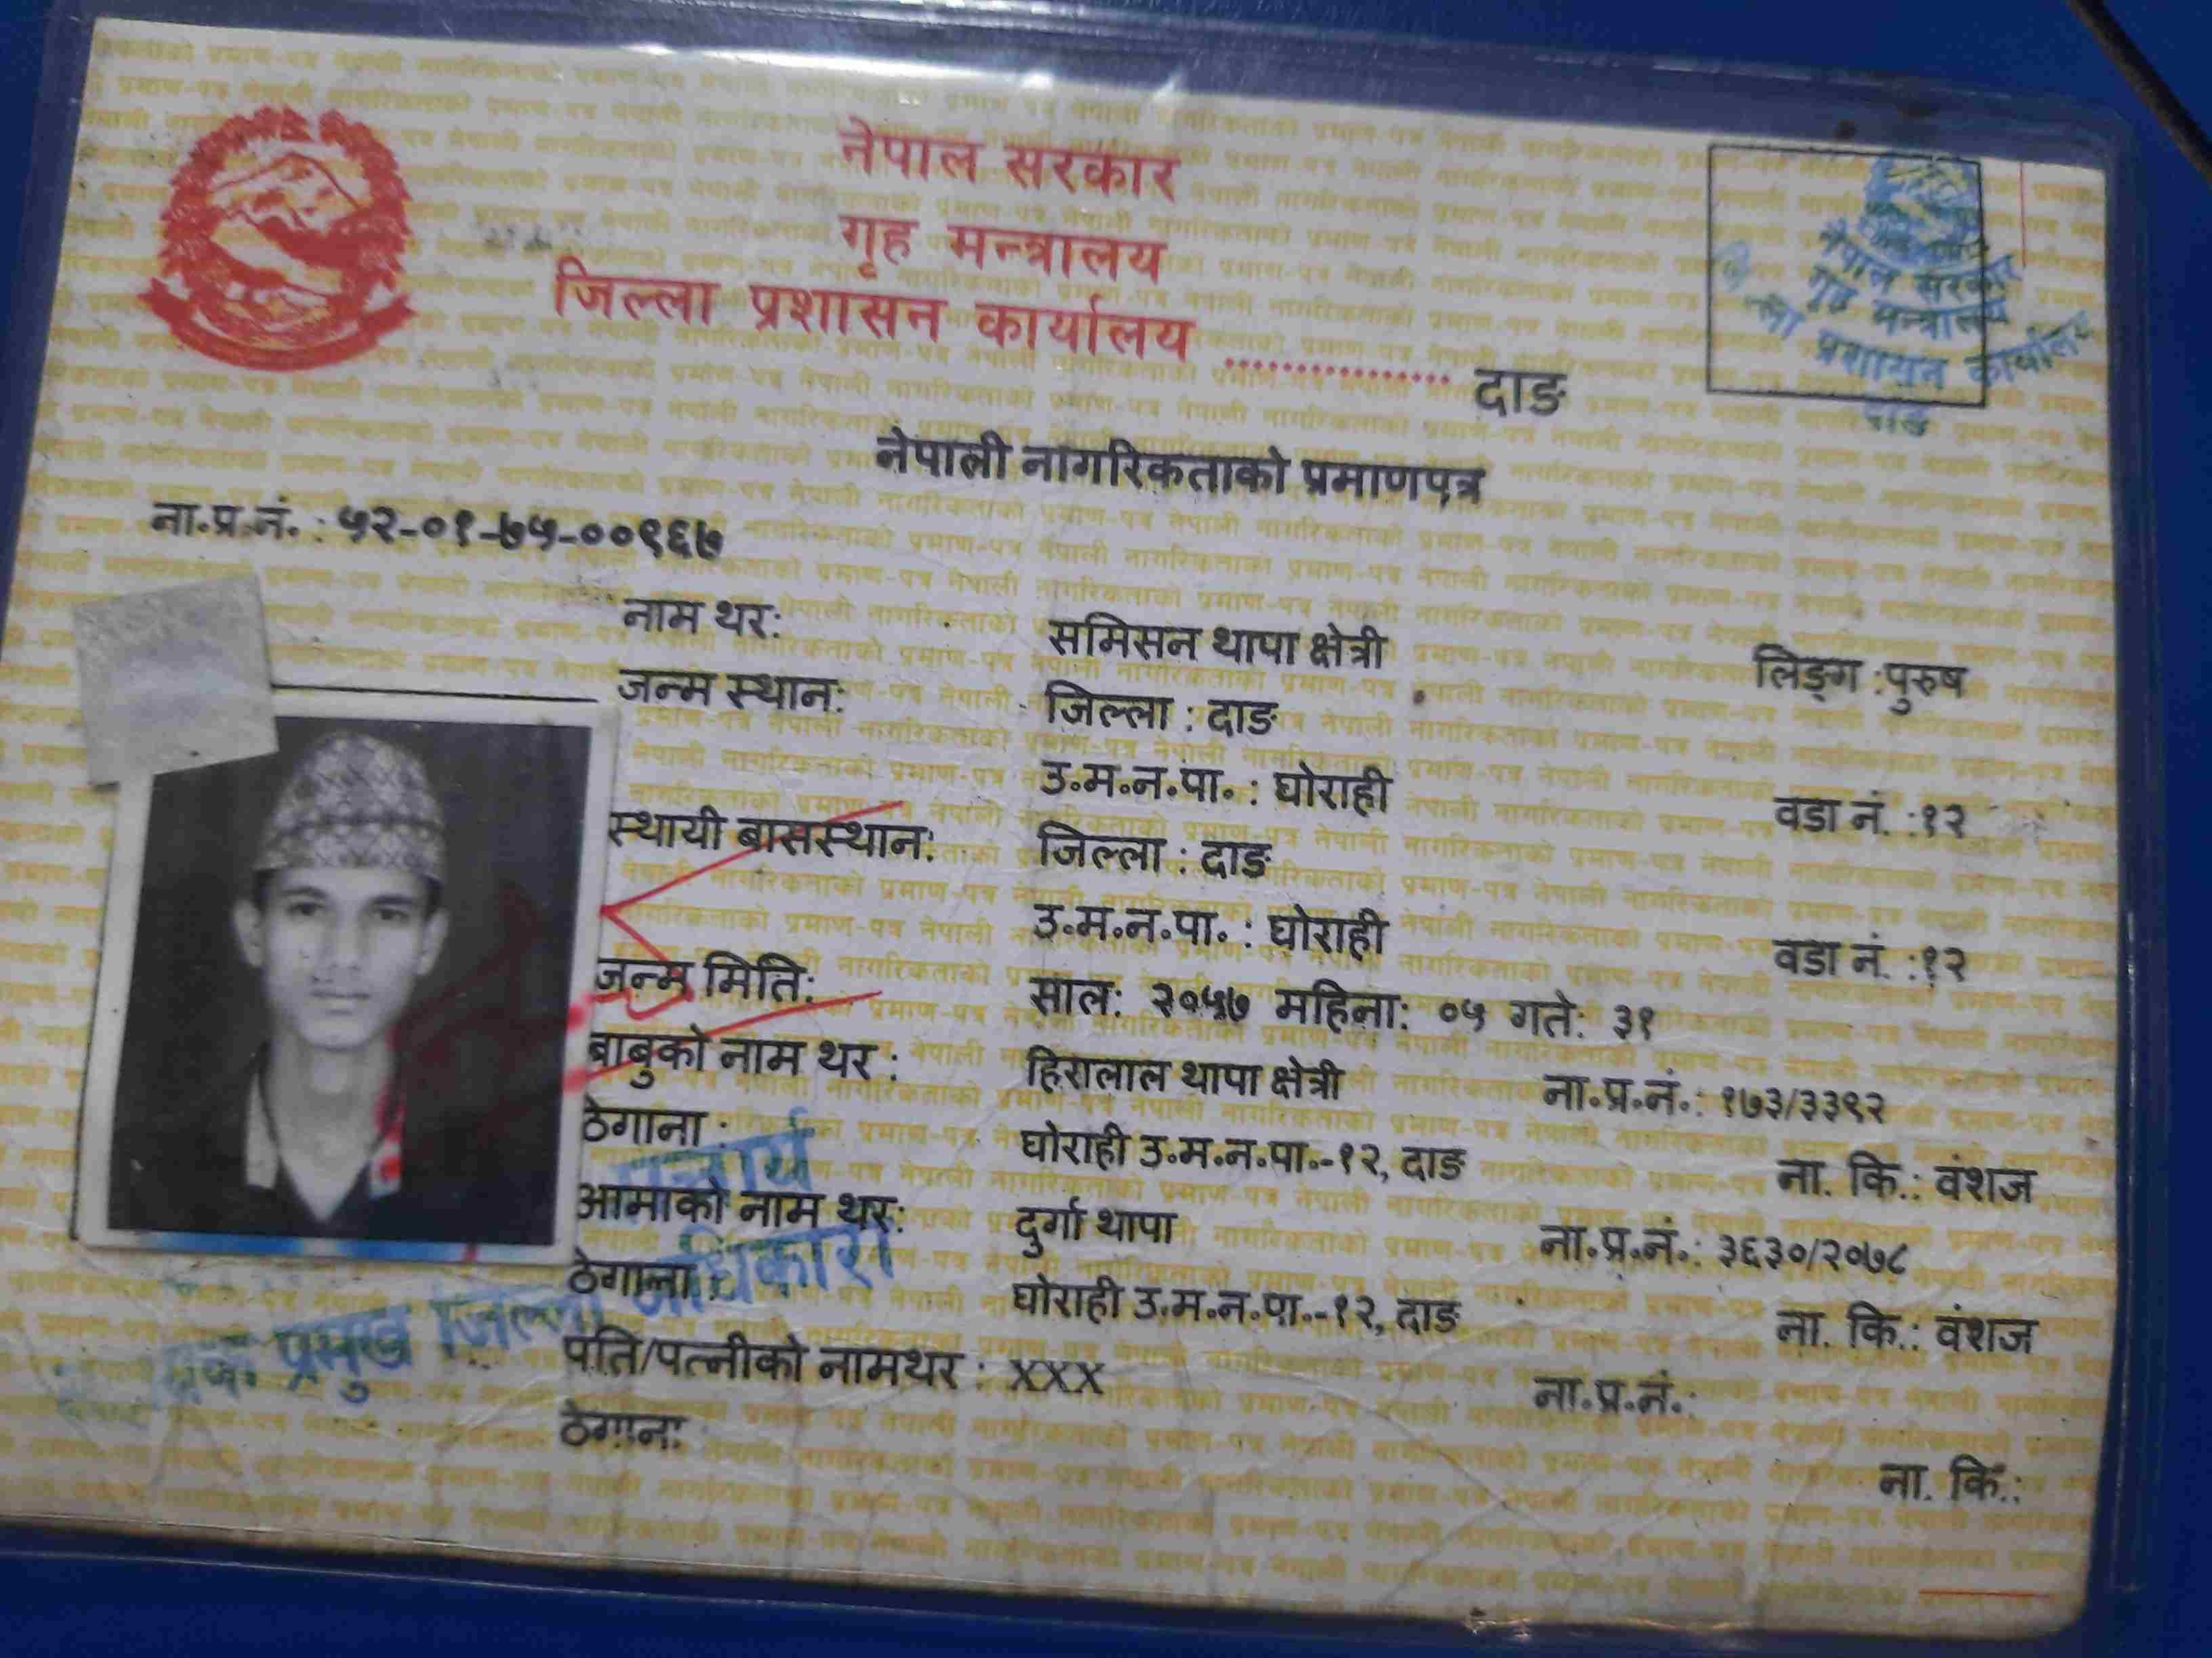 नेपाल सरकार
गृह मन्त्रालय
जिल्ला प्रशासन कार्यालय ................ दाङ
नेपाल सरकार
गृह मन्त्रालय
प्रशासन कार्यालय
दाङ
नेपाली नागरिकताको प्रमाणपत्र
ना.प्र.नं. : ५२-०१-७५-००९६७
नाम थर: समिसन थापा क्षेत्री लिङ्ग :पुरुष
जन्म स्थान: जिल्ला : दाङ
उ.म.न.पा. : घोराही वडा नं. :१२
स्थायी बासस्थान: जिल्ला : दाङ
उ.म.न.पा. : घोराही वडा नं. :१२
जन्म मिति: साल: २०५७ महिना: ०५ गते: ३१
बाबुको नाम थर : हिरालाल थापा क्षेत्री ना.प्र.नं.: १७३/३३९२
ठेगाना : घोराही उ.म.न.पा.-१२, दाङ ना. कि.: वंशज
आमाको नाम थर: दुर्गा थापा ना.प्र.नं.: ३६३०/२०७८
ठेगाना : घोराही उ.म.न.पा.-१२, दाङ ना. कि.: वंशज
प्रमुख जिल्ला अधिकारी
पति/पत्नीको नामथर : XXX ना.प्र.नं.:
ठेगाना ना. कि.: